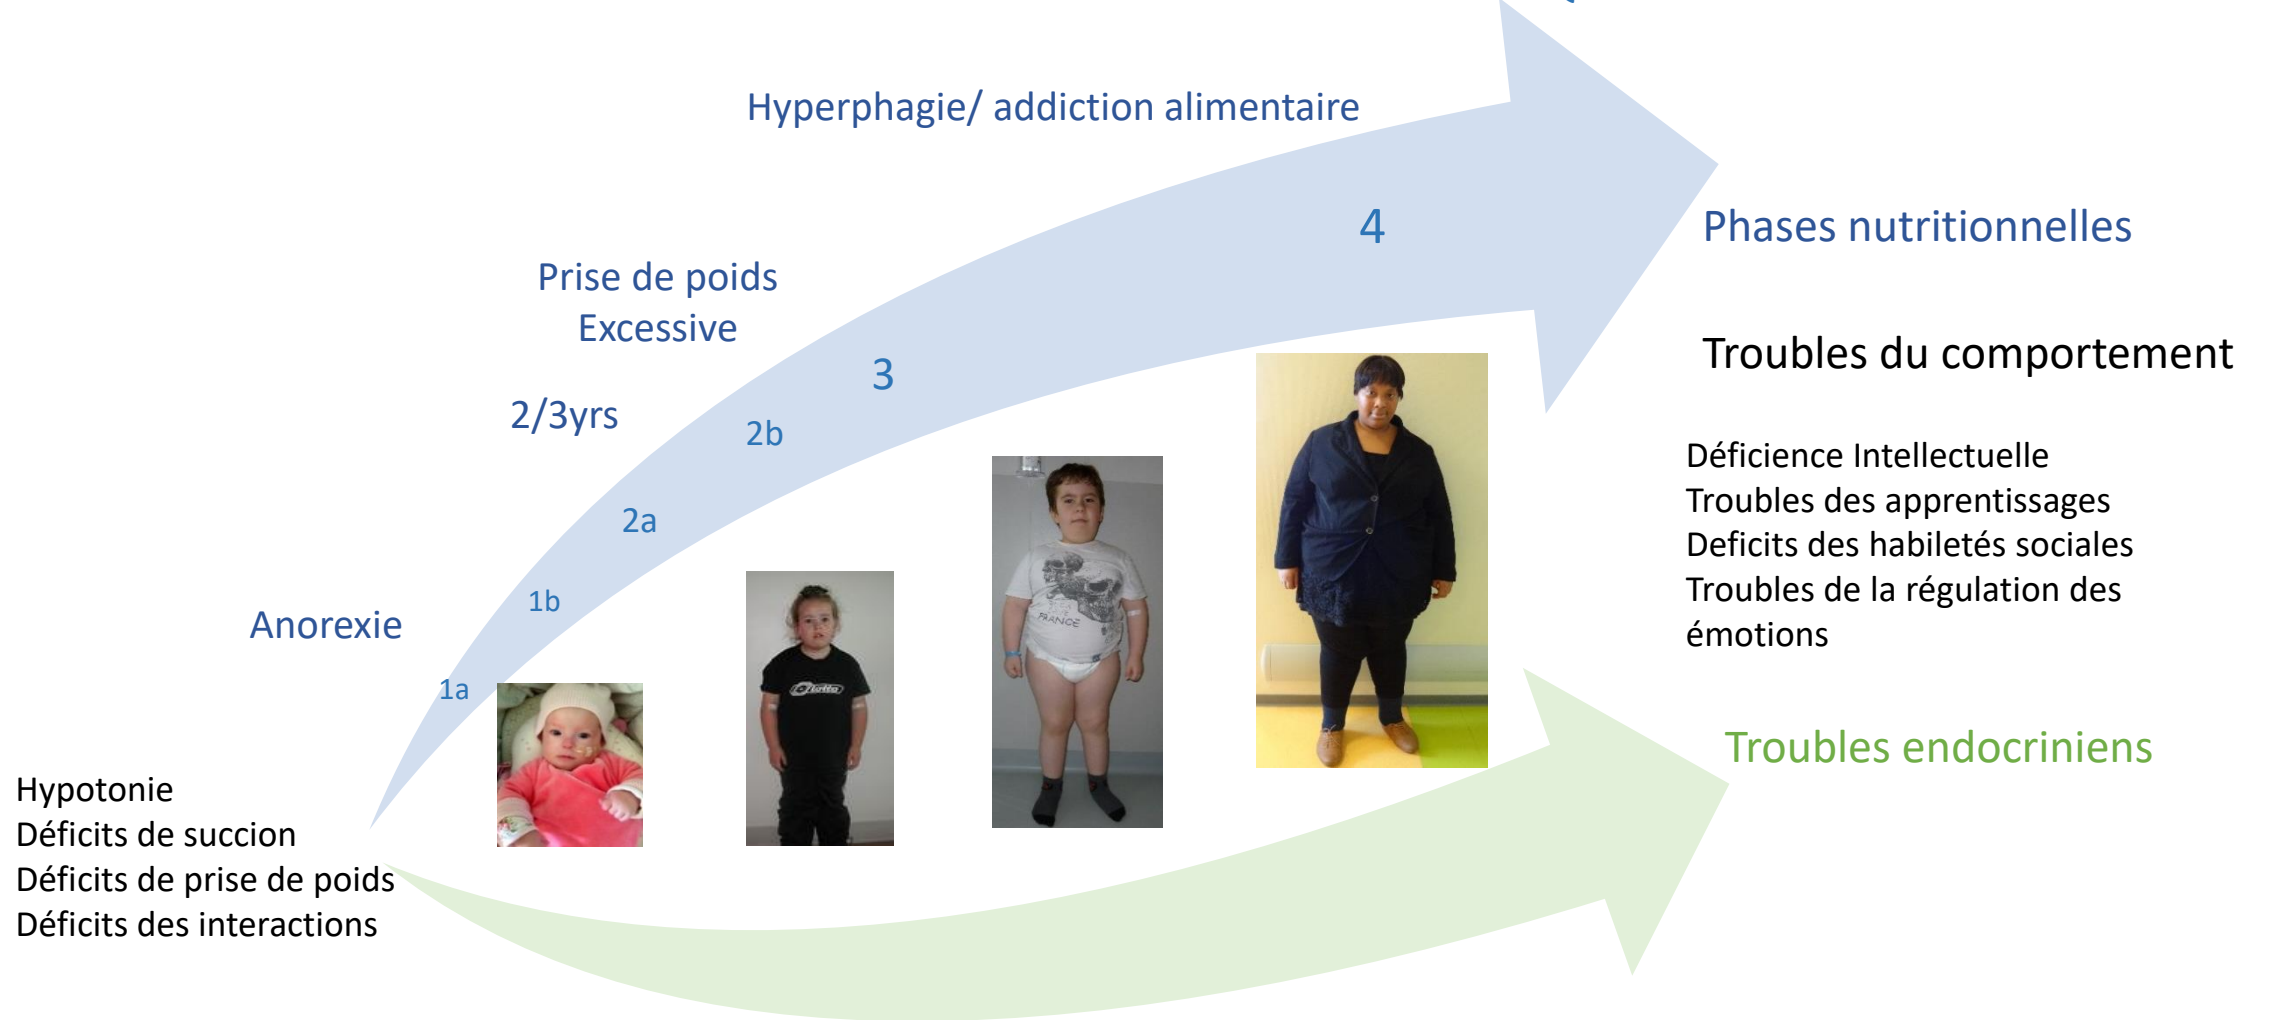 Hyperphagie/ addiction alimentaire
4
Phases nutritionnelles
Prise de poids
Excessive
3
Troubles du comportement
2/3yrs
2b
Déficience Intellectuelle
Troubles des apprentissages
Deficits des habiletés sociales
Troubles de la régulation des
émotions
2a
1b
Anorexie
1a
Lotto
FRANCE
Troubles endocriniens
Hypotonie
Déficits de succion
Déficits de prise de poids
Déficits des interactions